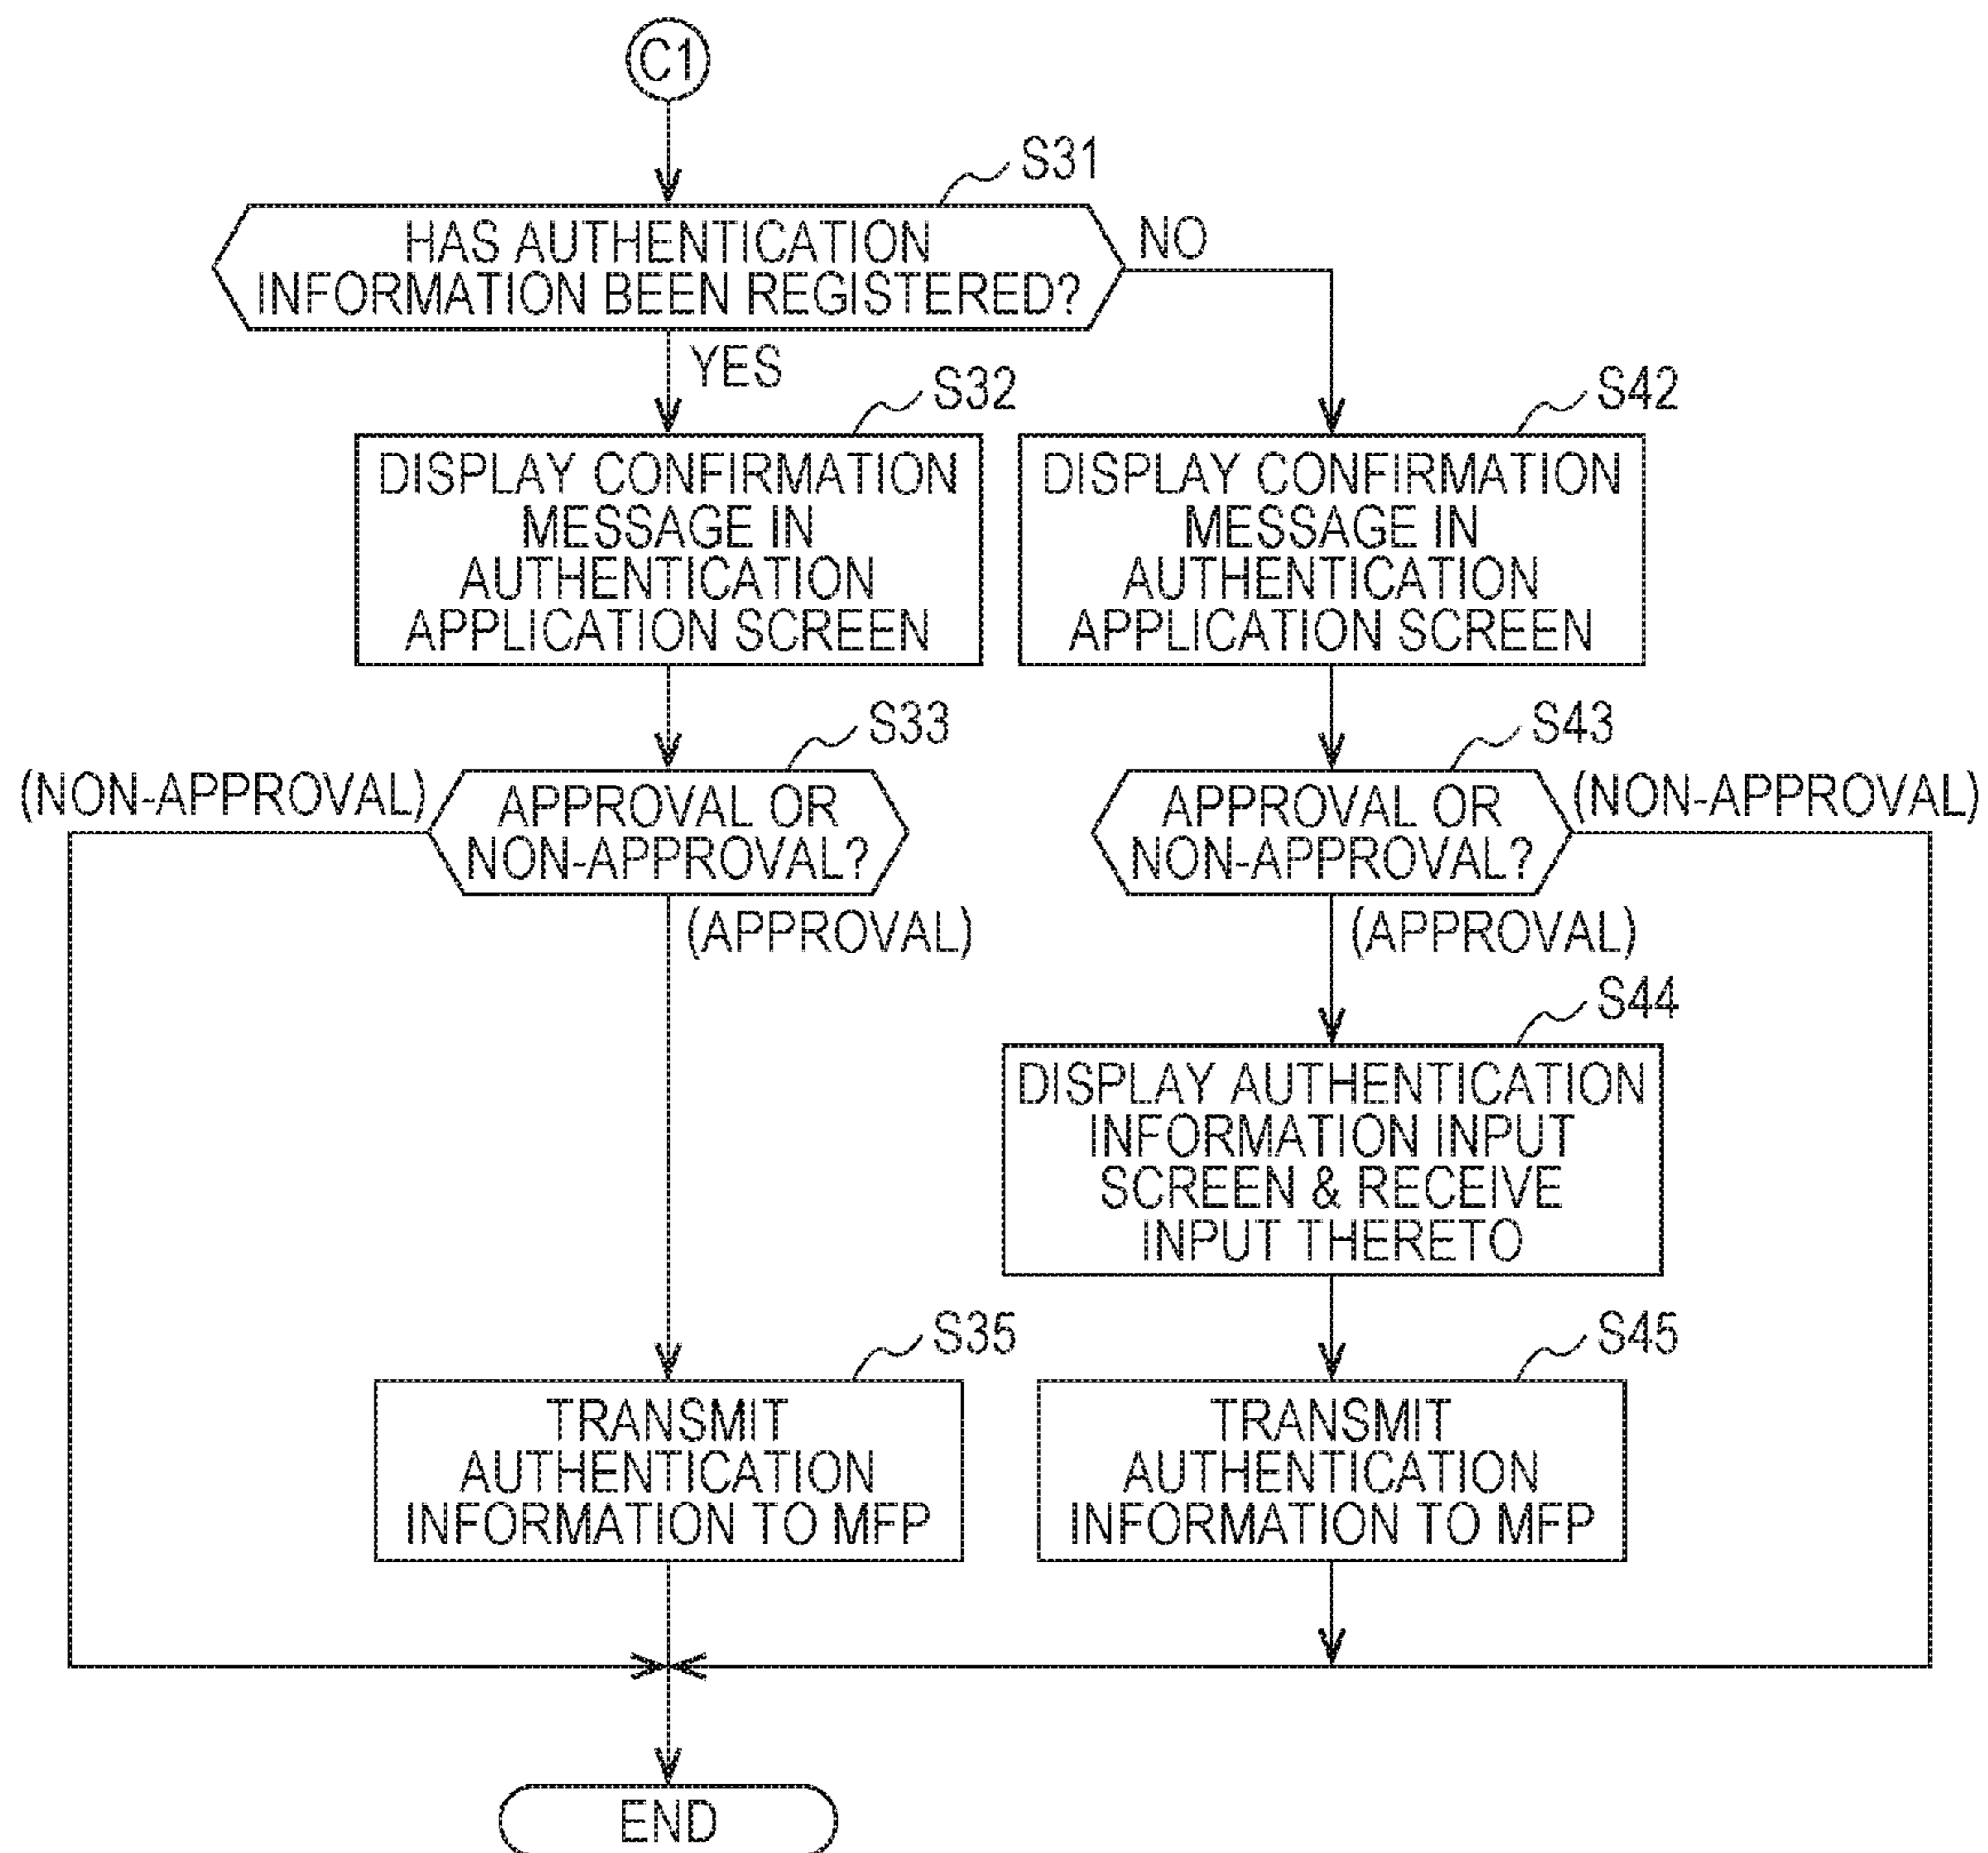 C1
S31
HAS AUTHENTICATION
INFORMATION BEEN REGISTERED?
NO
YES
S32
DISPLAY CONFIRMATION
MESSAGE IN
AUTHENTICATION
APPLICATION SCREEN
S42
DISPLAY CONFIRMATION
MESSAGE IN
AUTHENTICATION
APPLICATION SCREEN
S33
(NON-APPROVAL)
APPROVAL OR
NON-APPROVAL?
(APPROVAL)
S43
APPROVAL OR
NON-APPROVAL?
(NON-APPROVAL)
(APPROVAL)
S44
DISPLAY AUTHENTICATION
INFORMATION INPUT
SCREEN & RECEIVE
INPUT THERETO
S35
TRANSMIT
AUTHENTICATION
INFORMATION TO MFP
S45
TRANSMIT
AUTHENTICATION
INFORMATION TO MFP
END